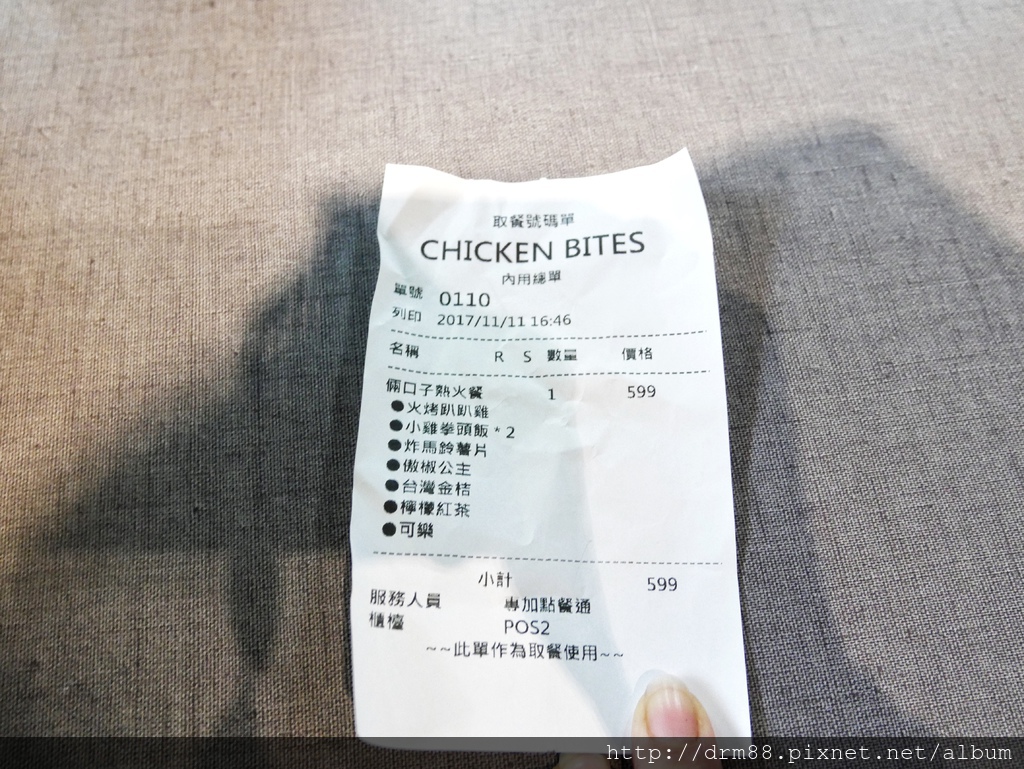 取餐號碼單
CHICKEN BITES
內用總單
單號 0110
列印 2017/11/11 16:46
名稱 R S 數量 價格
倆口子熱火餐 1 599
●火烤趴趴雞
●小雞拳頭飯*2
●炸馬鈴薯片
●傲椒公主
●台灣金桔
●檸檬紅茶
●可樂
小計 599
服務人員 專加點餐通
櫃檯 POS2
~~此單作為取餐使用~~
http://drm88.pixnet.net/album